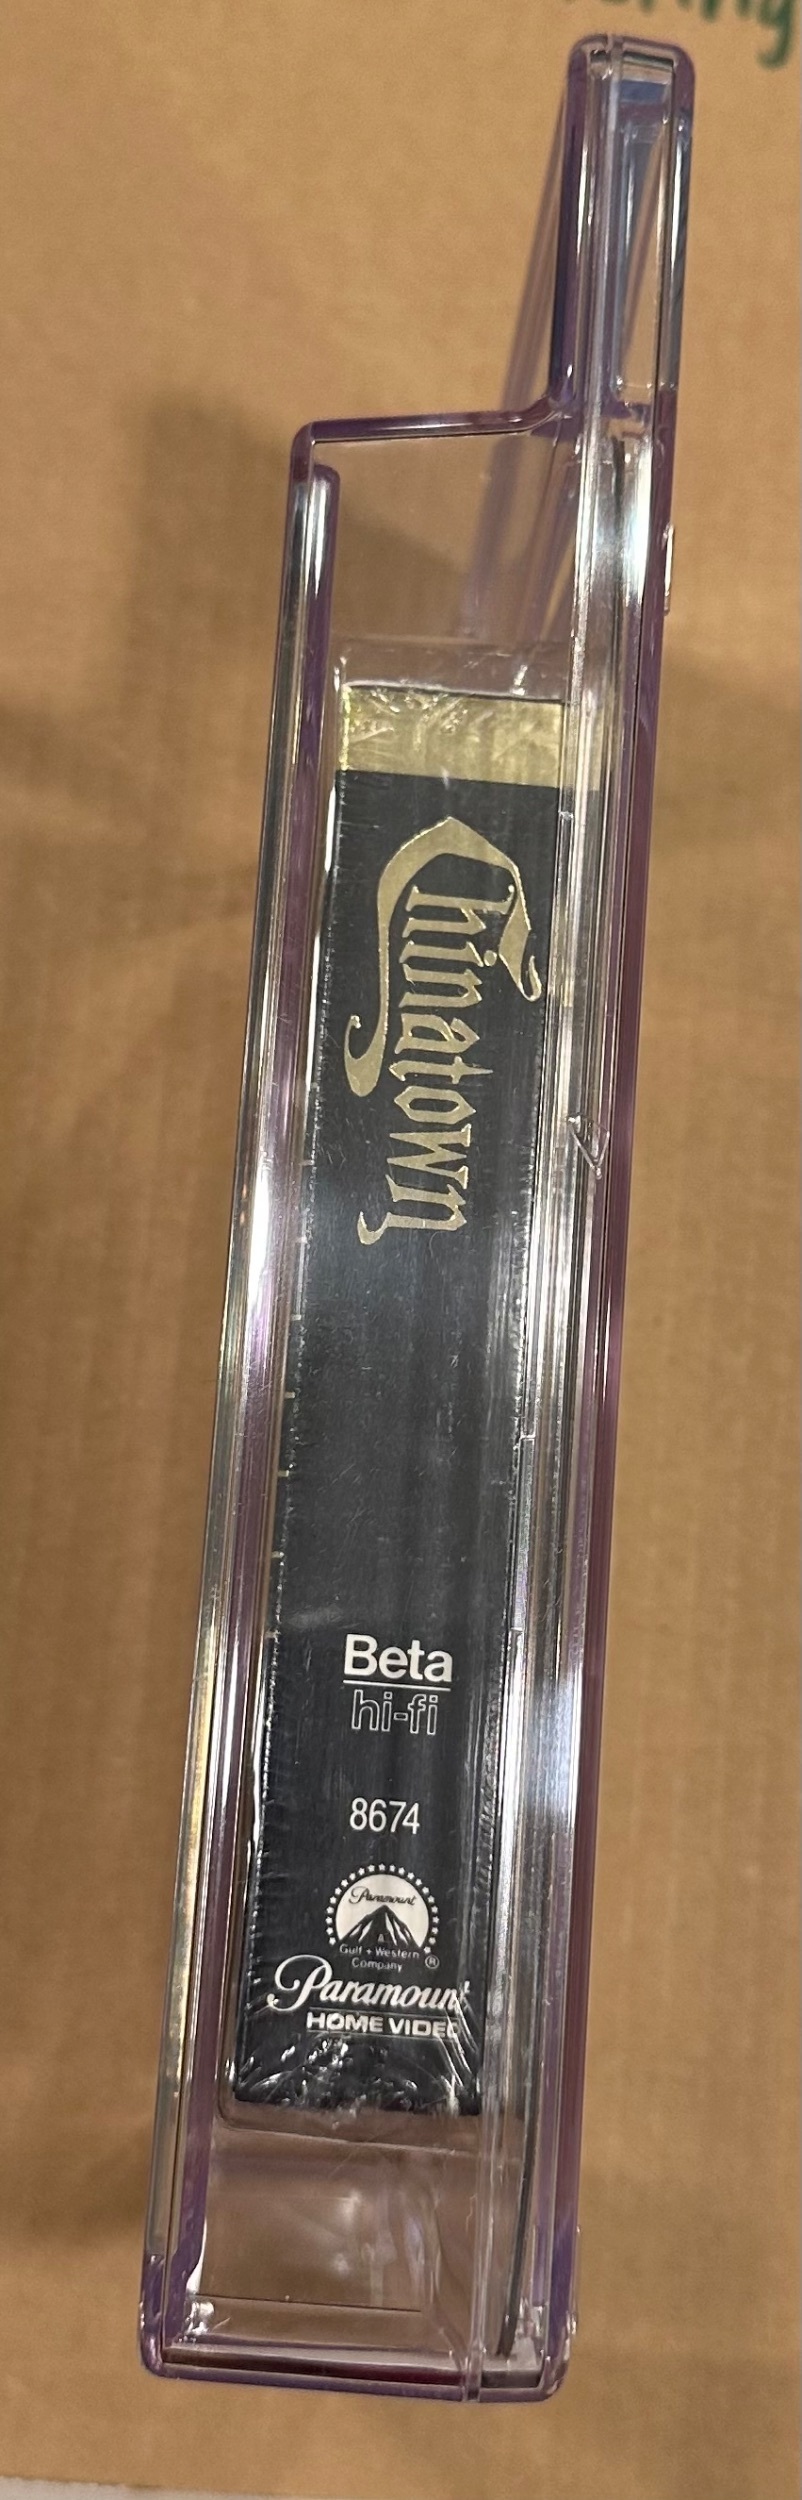 Chinatown
Beta
hi-fi
8674
Paramount
A
Gulf + Western
Company ®
Paramount
HOME VIDEO